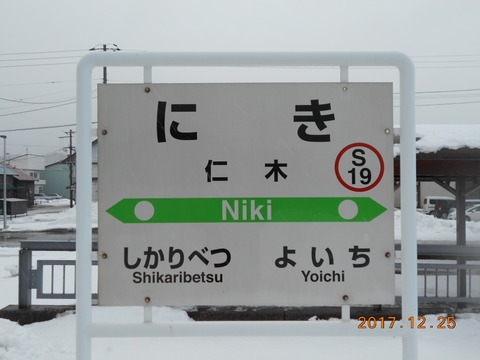 にき
仁木
S
19
Niki
しかりべつ よいち
Shikaribetsu Yoichi
2017.12.25